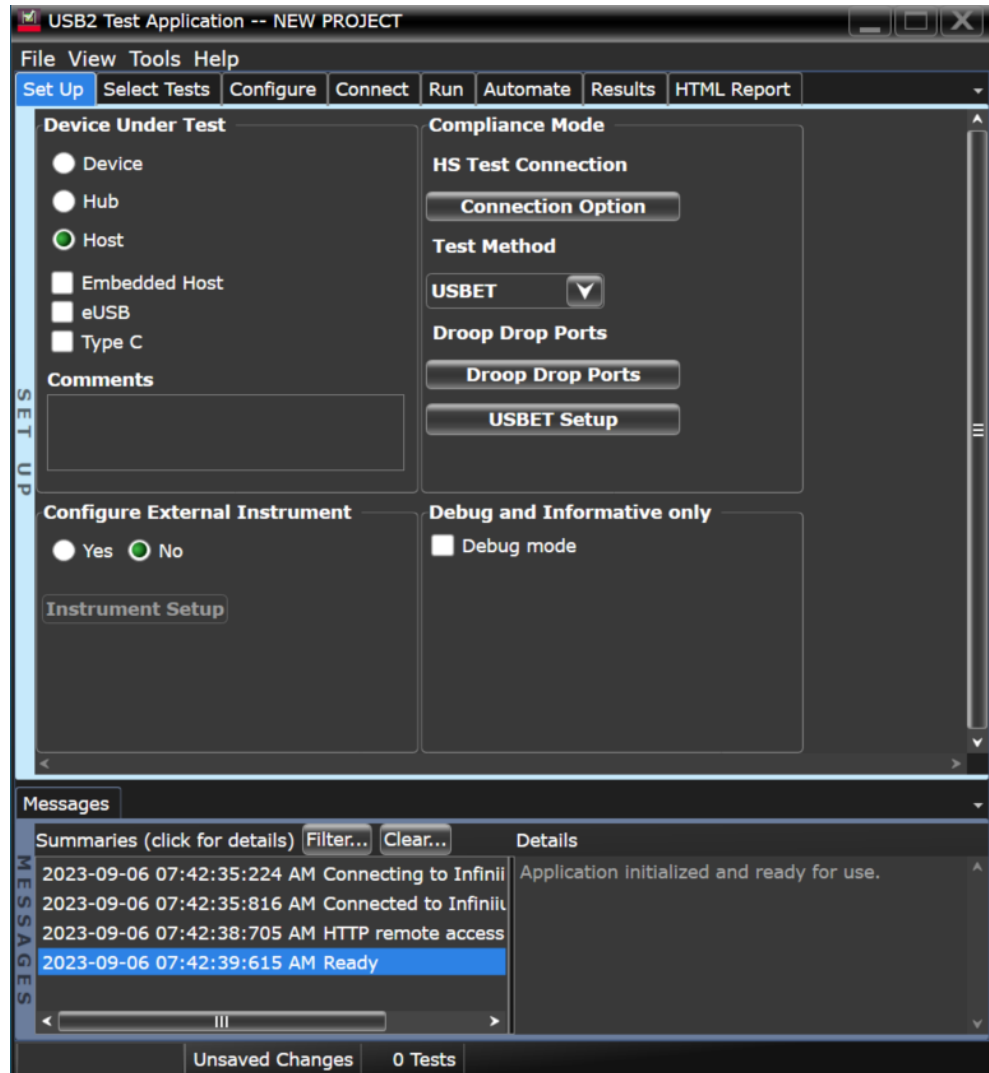 USB2 Test Application -- NEW PROJECT
File View Tools Help
Set Up Select Tests Configure Connect Run Automate Results HTML Report
SET UP
Device Under Test
Device
Hub
Host
Embedded Host
eUSB
Type C
Comments
Compliance Mode
HS Test Connection
Connection Option
Test Method
USBET
Droop Drop Ports
Droop Drop Ports
USBET Setup
Configure External Instrument
Yes No
Instrument Setup
Debug and Informative only
Debug mode
Messages
MESSAGES
Summaries (click for details) Filter... Clear... Details
2023-09-06 07:42:35:224 AM Connecting to Infinii
2023-09-06 07:42:35:816 AM Connected to Infiniiu
2023-09-06 07:42:38:705 AM HTTP remote access
2023-09-06 07:42:39:615 AM Ready
Application initialized and ready for use.
Unsaved Changes 0 Tests